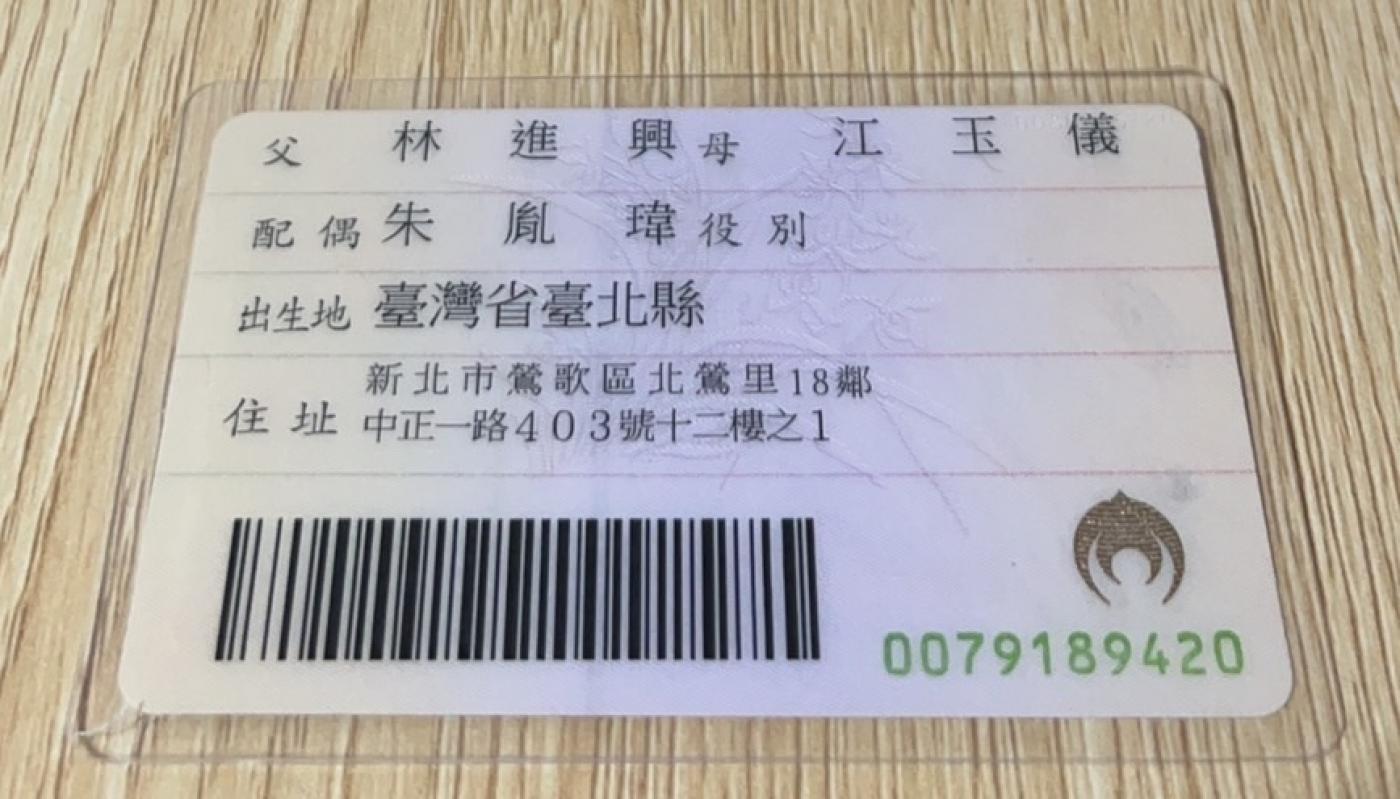 父 林進興 母 江玉儀
配偶 朱胤瑋 役別
出生地 臺灣省臺北縣
新北市鶯歌區北鶯里18鄰
住址 中正一路403號十二樓之1
0079189420